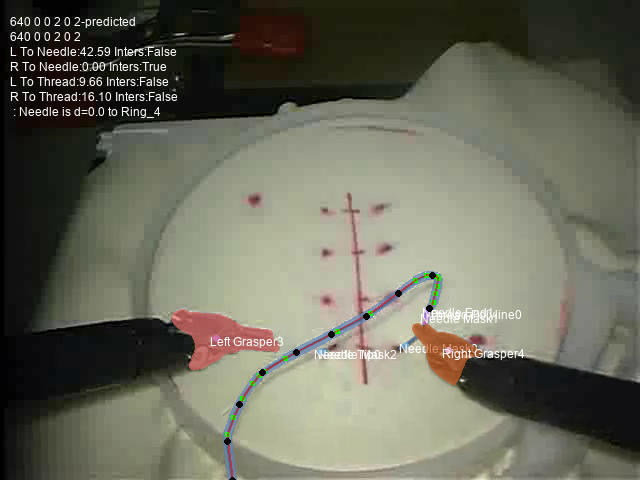 640 0 0 2 0 2-predicted
640 0 0 2 0 2
L To Needle:42.59 Inters:False
R To Needle:0.00 Inters:True
L To Thread:9.66 Inters:False
R To Thread:16.10 Inters:False
: Needle is d=0.0 to Ring_4
Needle Mask1
Left Grasper3
Right Grasper4